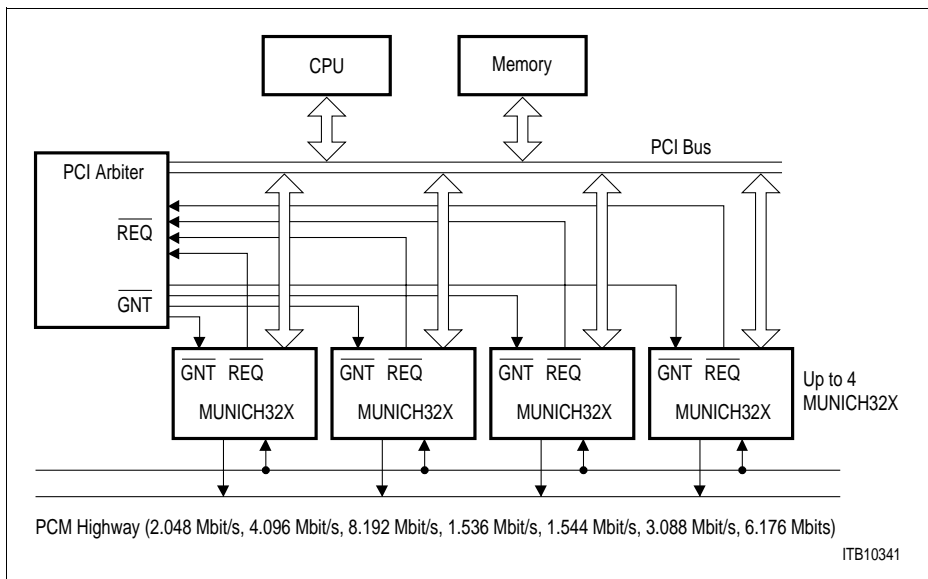 CPU
Memory
PCI Bus
PCI Arbiter
REQ
GNT
GNT REQ
MUNICH32X
GNT REQ
MUNICH32X
GNT REQ
MUNICH32X
GNT REQ
MUNICH32X
Up to 4
MUNICH32X
PCM Highway (2.048 Mbit/s, 4.096 Mbit/s, 8.192 Mbit/s, 1.536 Mbit/s, 1.544 Mbit/s, 3.088 Mbit/s, 6.176 Mbits)
ITB10341